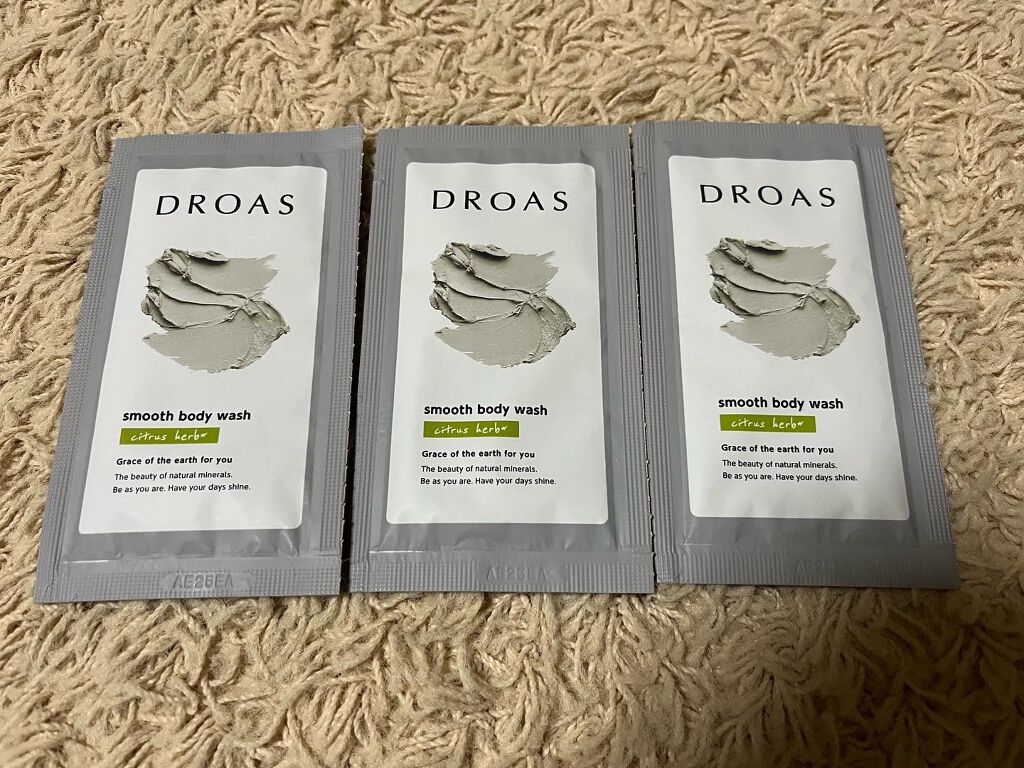 DROAS
smooth body wash
citrus herb*
Grace of the earth for you
The beauty of natural minerals.
Be as you are. Have your days shine.
AE26EA
DROAS
smooth body wash
citrus herb*
Grace of the earth for you
The beauty of natural minerals.
Be as you are. Have your days shine.
DROAS
smooth body wash
citrus herb*
Grace of the earth for you
The beauty of natural minerals.
Be as you are. Have your days shine.